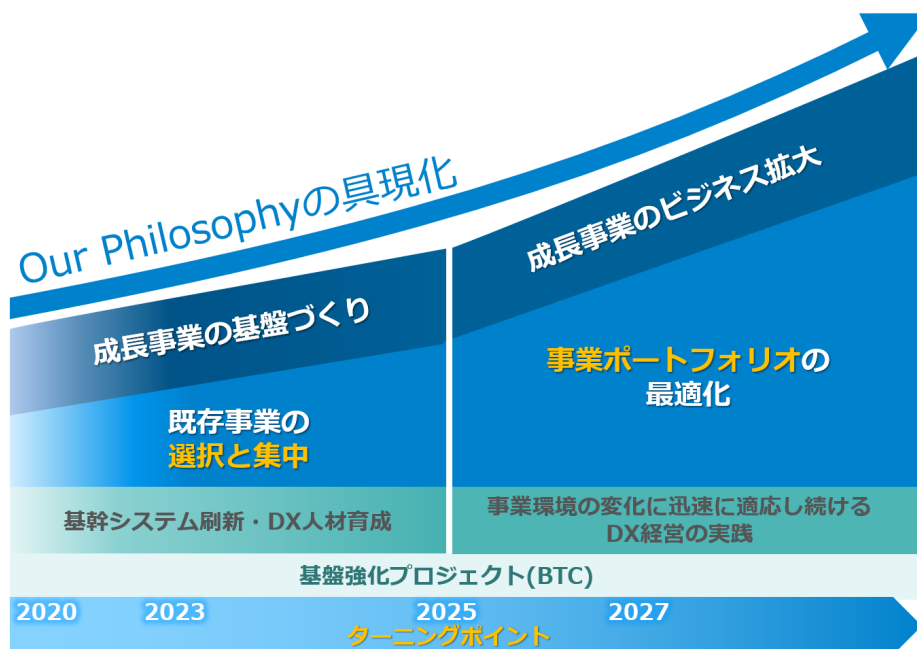 Our Philosophyの具現化
成長事業の基盤づくり
成長事業のビジネス拡大
既存事業の
選択と集中
事業ポートフォリオの
最適化
基幹システム刷新・DX人材育成
事業環境の変化に迅速に適応し続ける
DX経営の実践
基盤強化プロジェクト(BTC)
2020 2023 2025 2027
ターニングポイント